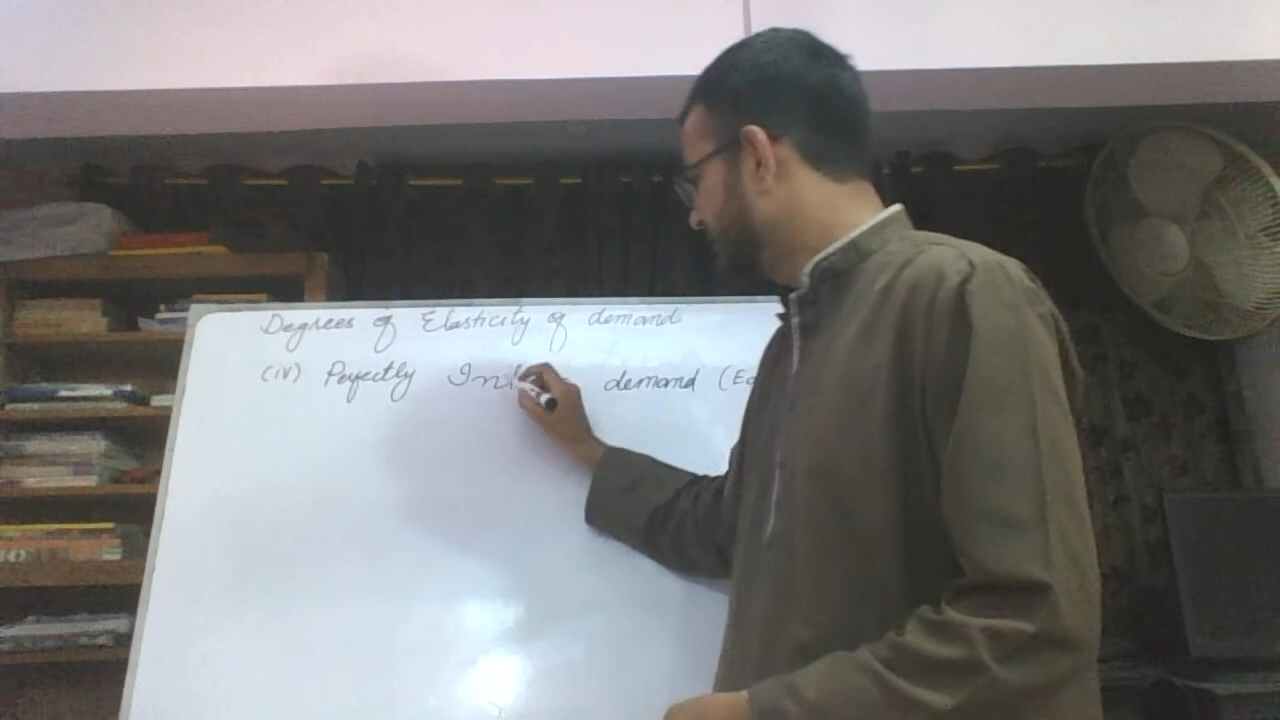 Degrees of Elasticity of demand
(iv) Perfectly demand